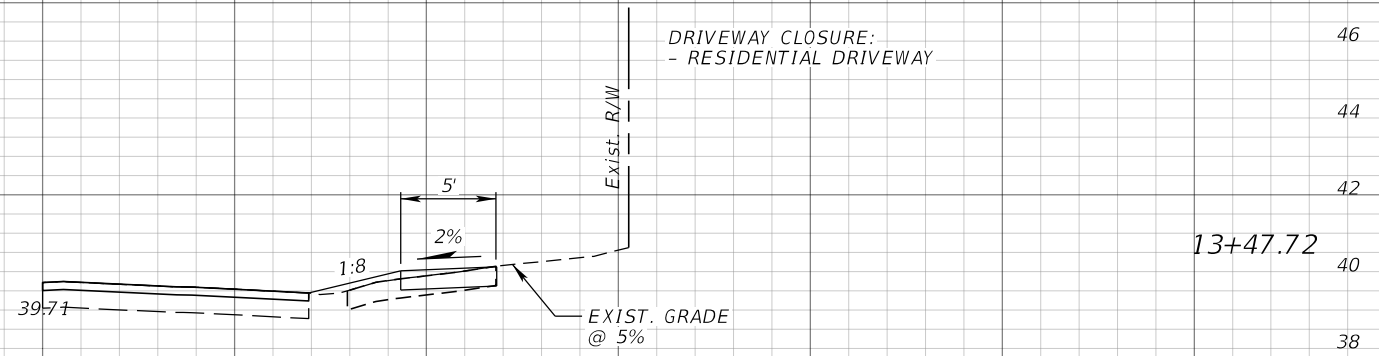 DRIVEWAY CLOSURE:
- RESIDENTIAL DRIVEWAY
46
44
42
40
38
Exist. R/W
5'
2%
1:8
13+47.72
39.71
EXIST. GRADE
@ 5%